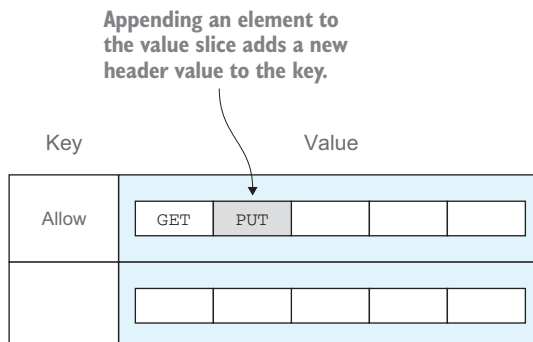 Appending an element to
the value slice adds a new
header value to the key.
Key Value
Allow GET PUT